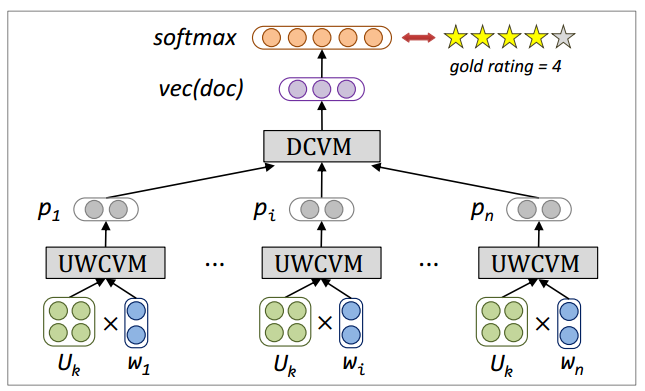 softmax
gold rating = 4
vec(doc)
DCVM
p1 pi pn
UWCVM ... UWCVM ... UWCVM
Uk × w1 Uk × wi Uk × wn